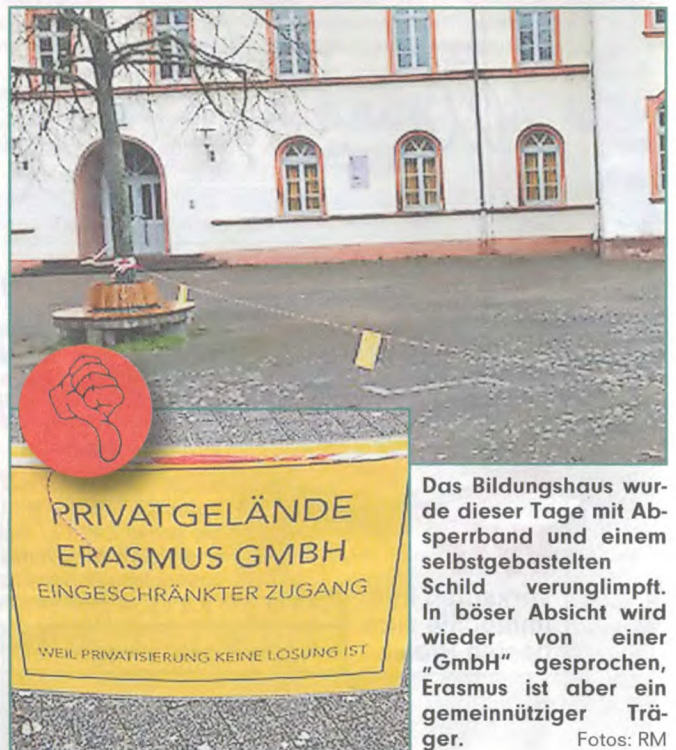 PRIVATGELÄNDE
ERASMUS GMBH
EINGESCHRÄNKTER ZUGANG
WEIL PRIVATISIERUNG KEINE LÖSUNG IST
Das Bildungshaus wur-
de dieser Tage mit Ab-
sperrband und einem
selbstgebastelten
Schild verunglimpft.
In böser Absicht wird
wieder von einer
„GmbH" gesprochen,
Erasmus ist aber ein
gemeinnütziger Trä-
ger. Fotos: RM